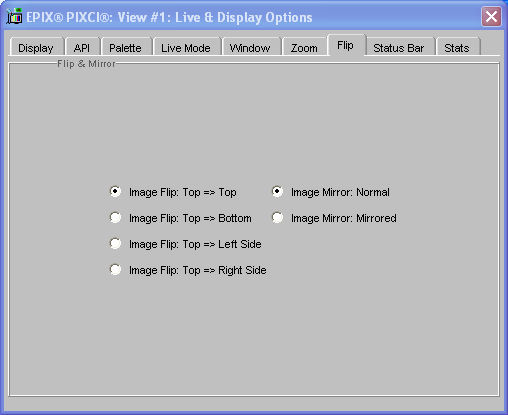 EPIX® PIXCI®: View #1: Live & Display Options
Display API Palette Live Mode Window Zoom Flip Status Bar Stats
Flip & Mirror
Image Flip: Top => Top Image Mirror: Normal
Image Flip: Top => Bottom Image Mirror: Mirrored
Image Flip: Top => Left Side
Image Flip: Top => Right Side